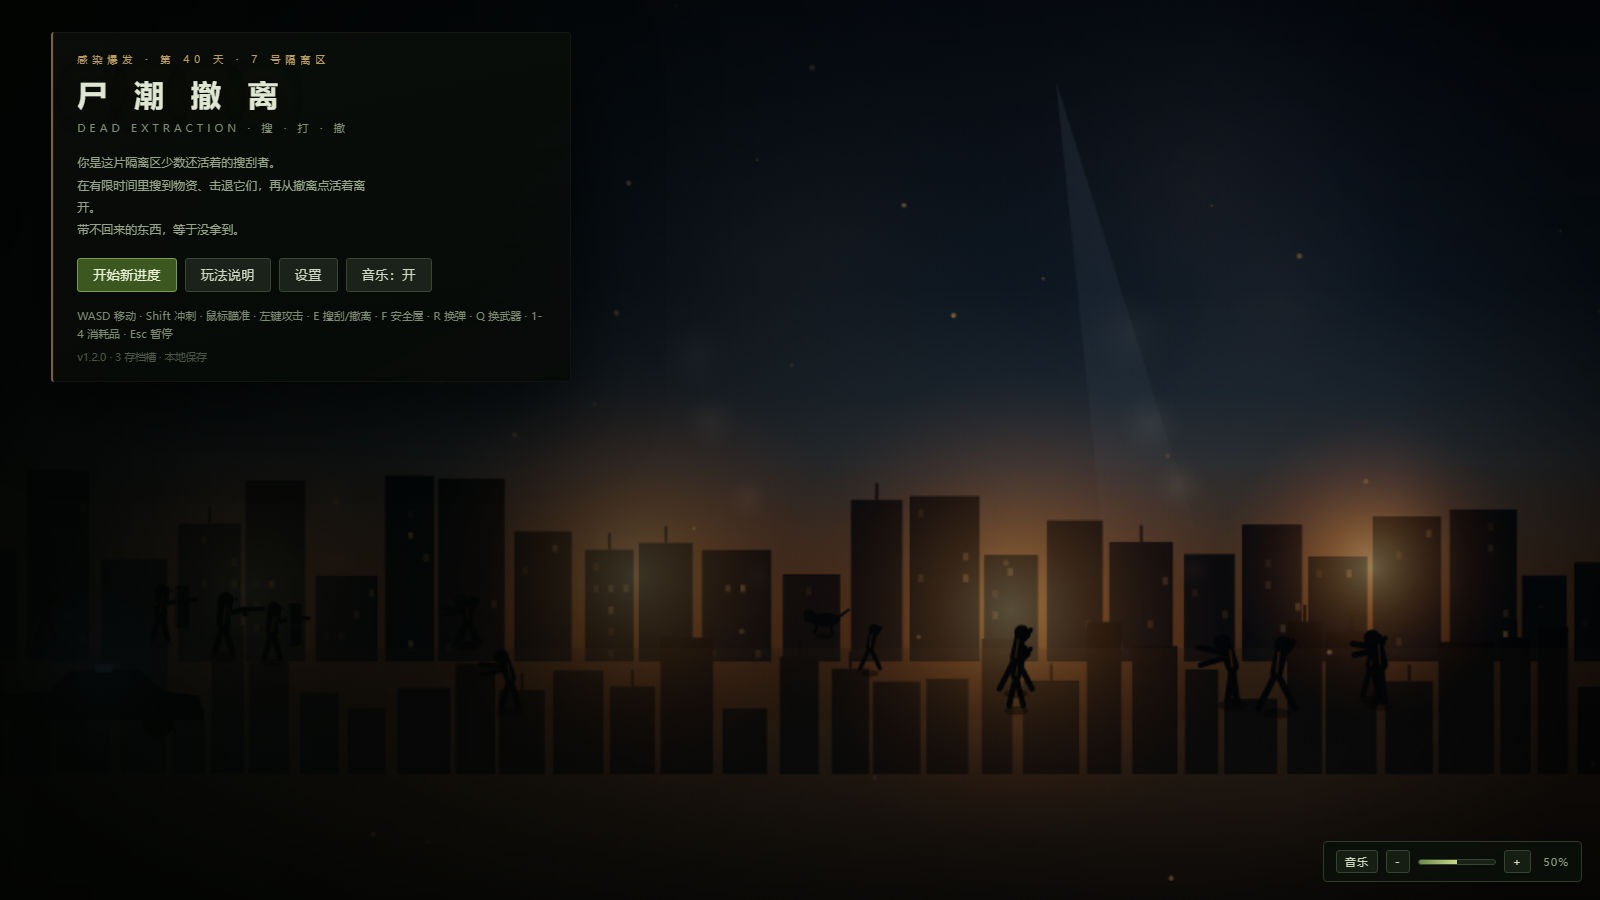 感染爆发 · 第 40 天 · 7 号隔离区
尸潮撤离
DEAD EXTRACTION · 搜 · 打 · 撤
你是这片隔离区少数还活着的搜刮者。
在有限时间里搜到物资、击退它们，再从撤离点活着离
开。
带不回来的东西，等于没拿到。
开始新进度 玩法说明 设置 音乐：开
WASD 移动 · Shift 冲刺 · 鼠标瞄准 · 左键攻击 · E 搜刮/撤离 · F 安全屋 · R 换弹 · Q 换武器 · 1-
4 消耗品 · Esc 暂停
v1.2.0 · 3 存档槽 · 本地保存
音乐 - + 50%